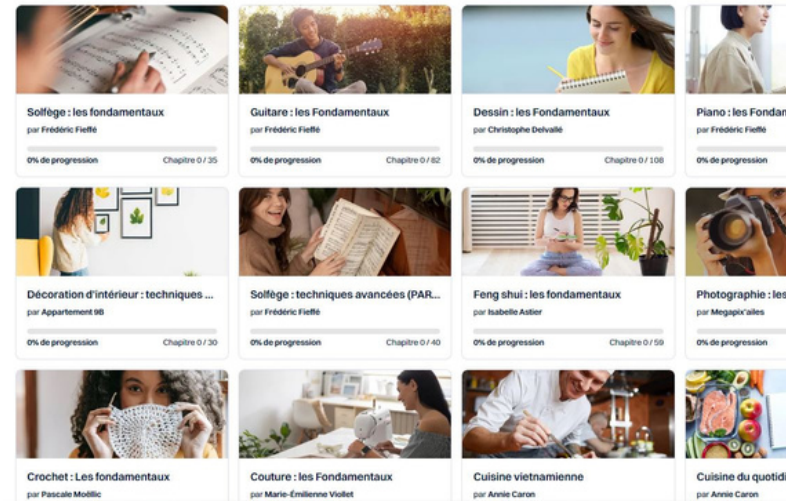 Solfège : les fondamentaux
par Frédéric Fieffé
0% de progression
Chapitre 0 / 35
Guitare : les Fondamentaux
par Frédéric Fieffé
0% de progression
Chapitre 0 / 82
Dessin : les Fondamentaux
par Christophe Delvallé
0% de progression
Chapitre 0 / 108
Piano : les Fondam
par Frédéric Fieffé
0% de progression
Décoration d'intérieur : techniques ...
par Appartement 9B
0% de progression
Chapitre 0 / 30
Solfège : techniques avancées (PAR...
par Frédéric Fieffé
0% de progression
Chapitre 0 / 40
Feng shui : les fondamentaux
par Isabelle Astier
0% de progression
Chapitre 0 / 59
Photographie : les
par Megapix'ailes
0% de progression
Crochet : Les fondamentaux
par Pascale Moëllic
Couture : les Fondamentaux
par Marie-Émilienne Viollet
Cuisine vietnamienne
par Annie Caron
Cuisine du quotidi
par Annie Caron